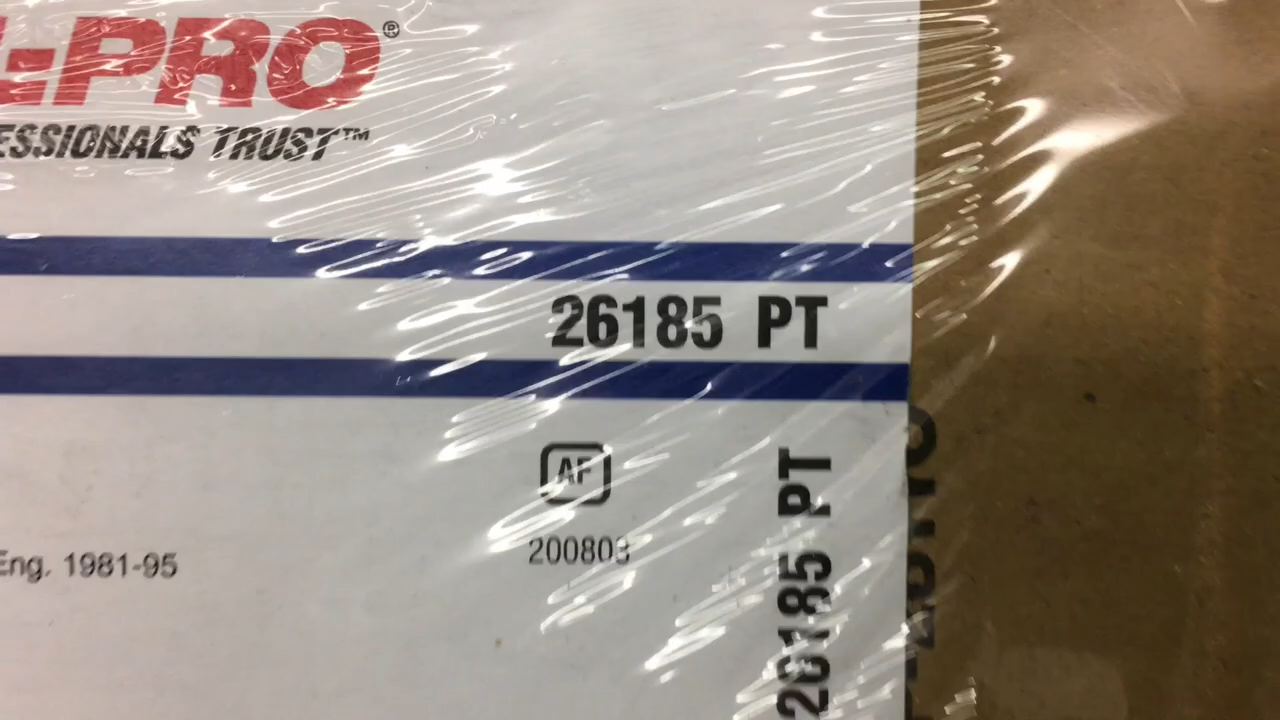 L-PRO®
ESSIONALS TRUST™
26185 PT
AF
200803
Eng. 1981-95
26185 PT